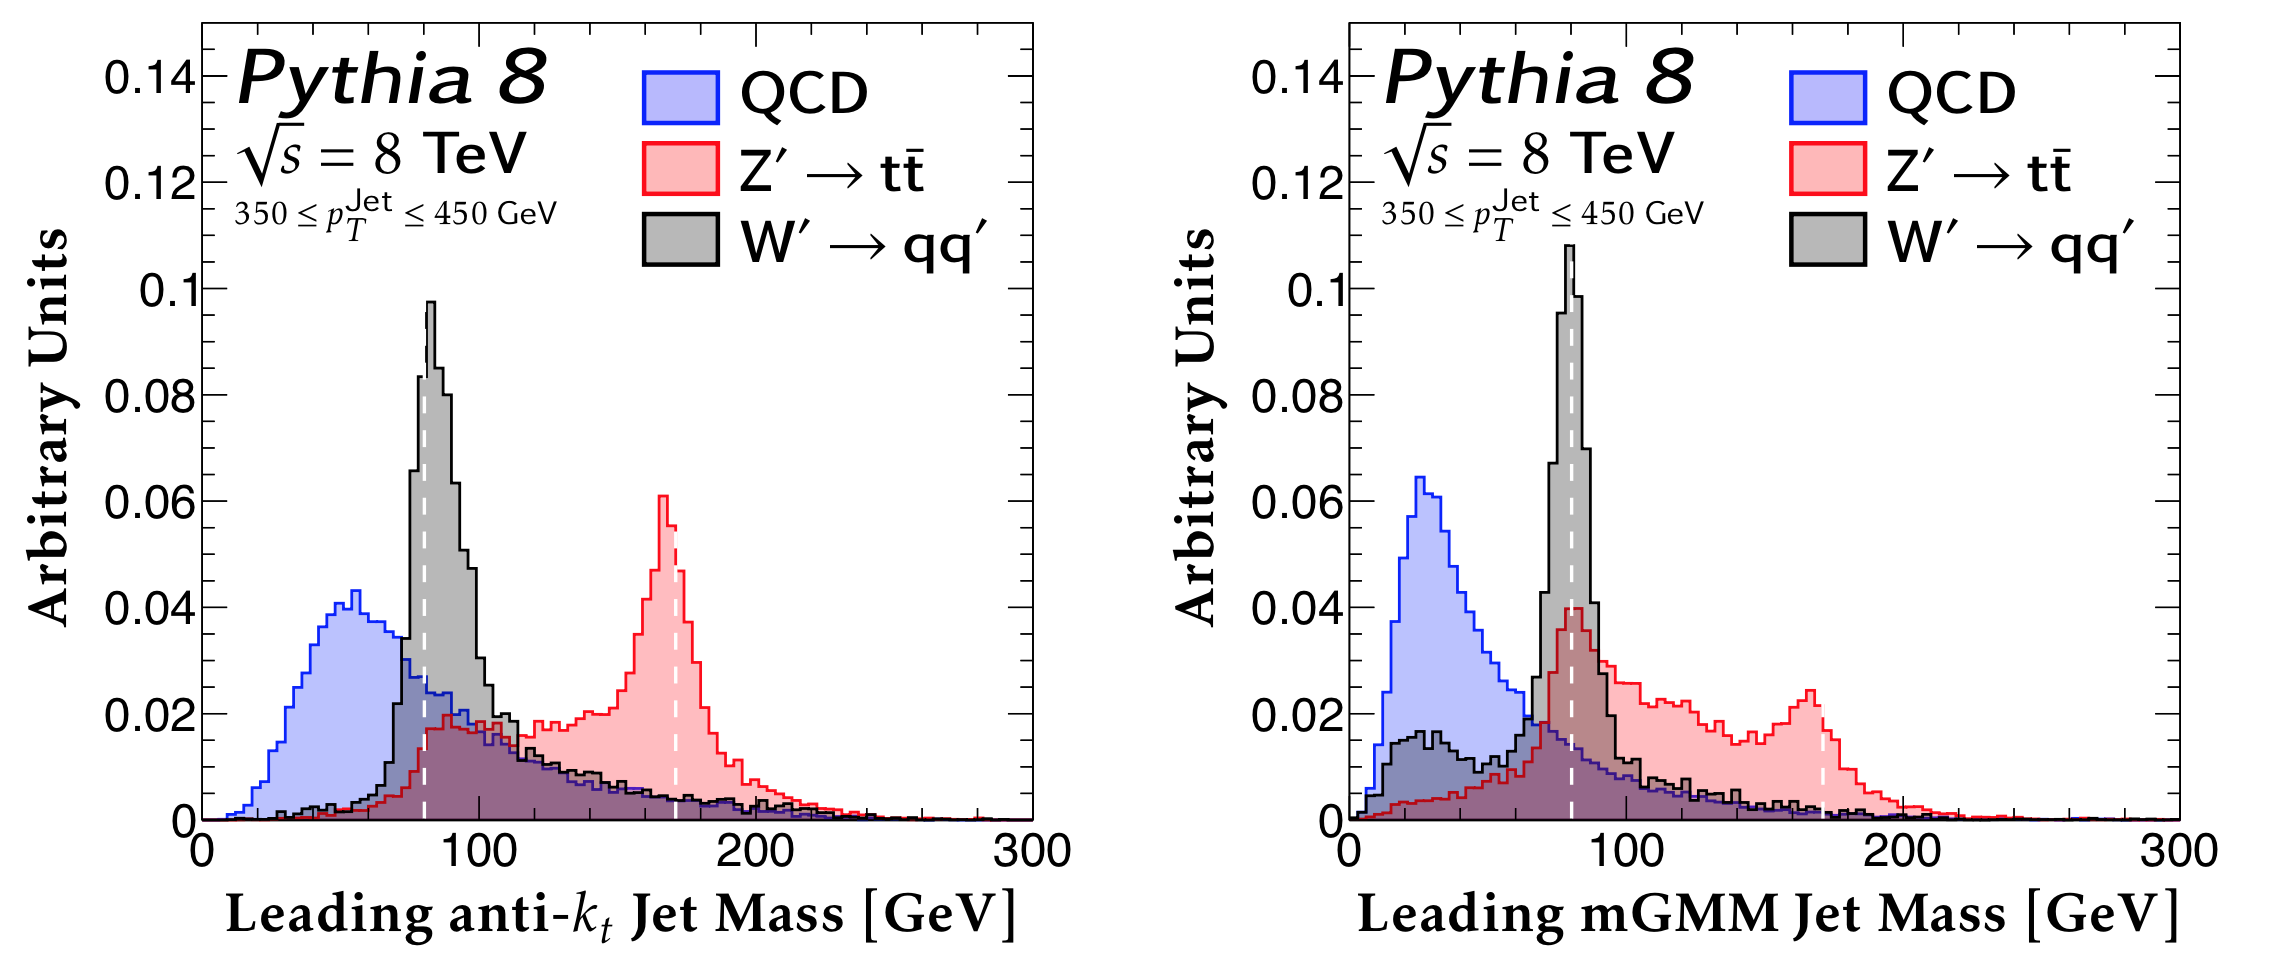 Pythia 8
√s = 8 TeV
350 ≤ p_T^Jet ≤ 450 GeV
QCD
Z′ → tt̄
W′ → qq′
Arbitrary Units
0.14
0.12
0.1
0.08
0.06
0.04
0.02
0
0 100 200 300
Leading anti-k_t Jet Mass [GeV]
Pythia 8
√s = 8 TeV
350 ≤ p_T^Jet ≤ 450 GeV
QCD
Z′ → tt̄
W′ → qq′
Arbitrary Units
0.14
0.12
0.1
0.08
0.06
0.04
0.02
0
0 100 200 300
Leading mGMM Jet Mass [GeV]